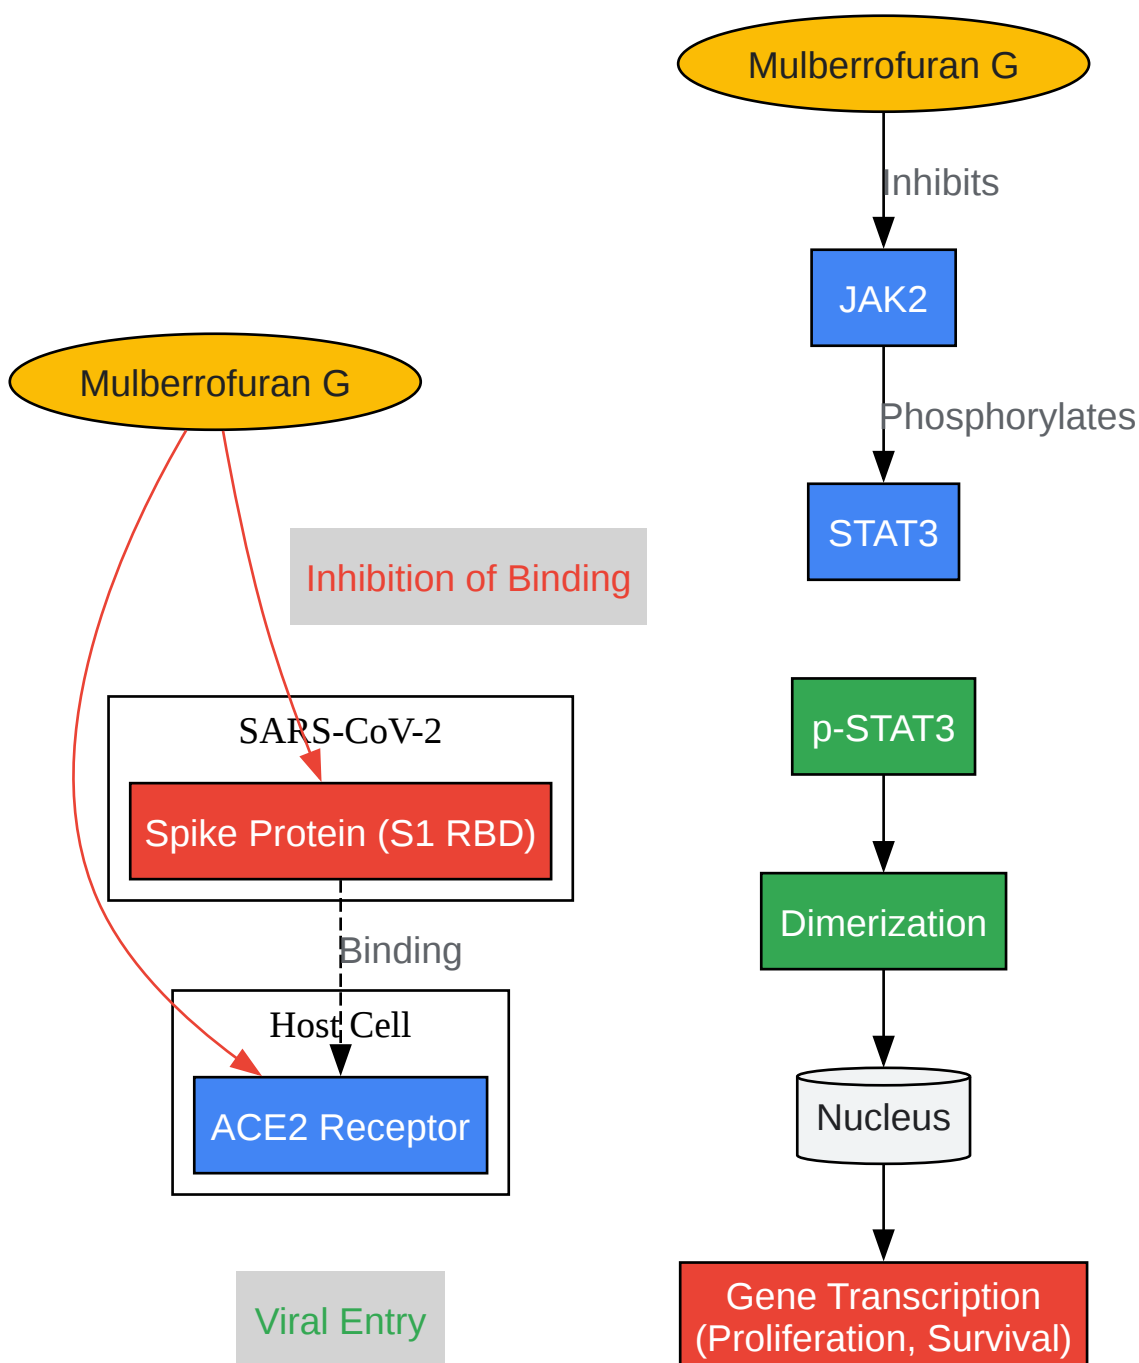 Mulberrofuran G
Inhibits
JAK2
Phosphorylates
STAT3
p-STAT3
Dimerization
Nucleus
Gene Transcription
(Proliferation, Survival)
Mulberrofuran G
Inhibition of Binding
SARS-CoV-2
Spike Protein (S1 RBD)
Binding
Host Cell
ACE2 Receptor
Viral Entry